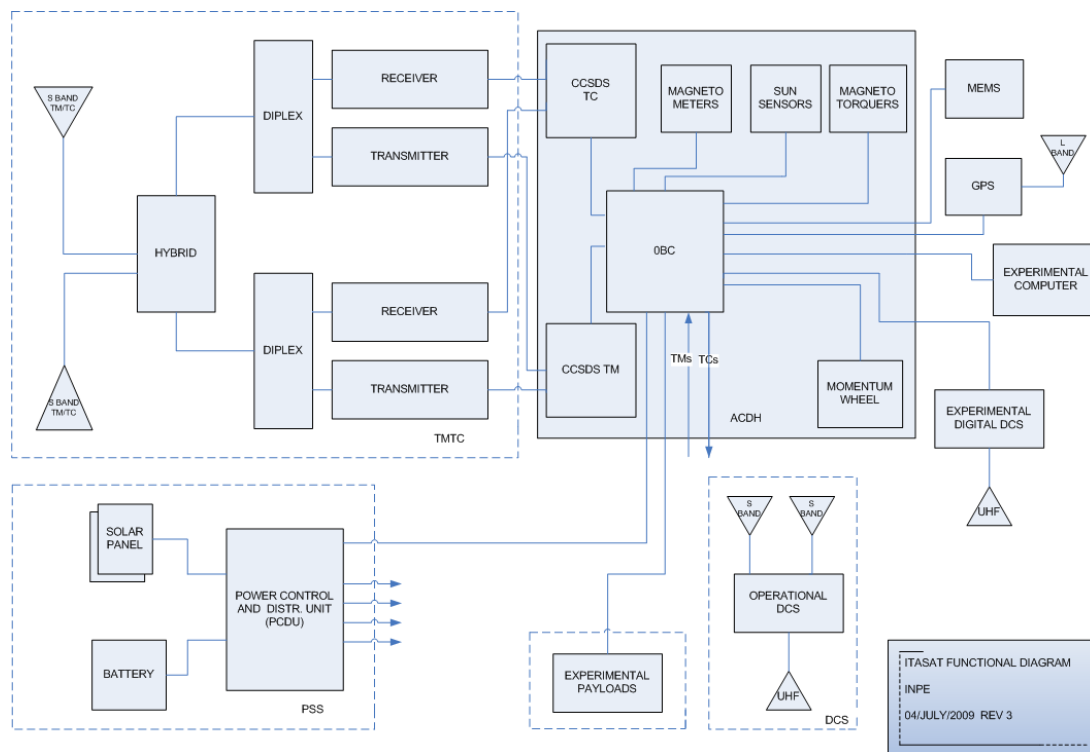 S BAND
TM/TC
HYBRID
S BAND
TM/TC
DIPLEX
RECEIVER
TRANSMITTER
DIPLEX
RECEIVER
TRANSMITTER
TMTC
CCSDS
TC
MAGNETO
METERS
SUN
SENSORS
MAGNETO
TORQUERS
0BC
CCSDS TM
TMs
TCs
MOMENTUM
WHEEL
ACDH
MEMS
L
BAND
GPS
EXPERIMENTAL
COMPUTER
EXPERIMENTAL
DIGITAL DCS
UHF
SOLAR
PANEL
BATTERY
POWER CONTROL
AND DISTR. UNIT
(PCDU)
PSS
EXPERIMENTAL
PAYLOADS
S
BAND
S
BAND
OPERATIONAL
DCS
UHF
DCS
ITASAT FUNCTIONAL DIAGRAM
INPE
04/JULY/2009 REV 3